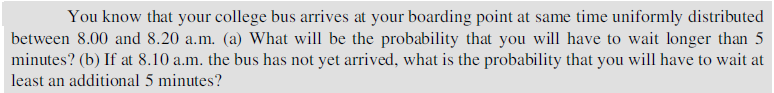 You know that your college bus arrives at your boarding point at same time uniformly distributed
between 8.00 and 8.20 a.m. (a) What will be the probability that you will have to wait longer than 5
minutes? (b) If at 8.10 a.m. the bus has not yet arrived, what is the probability that you will have to wait at
least an additional 5 minutes?